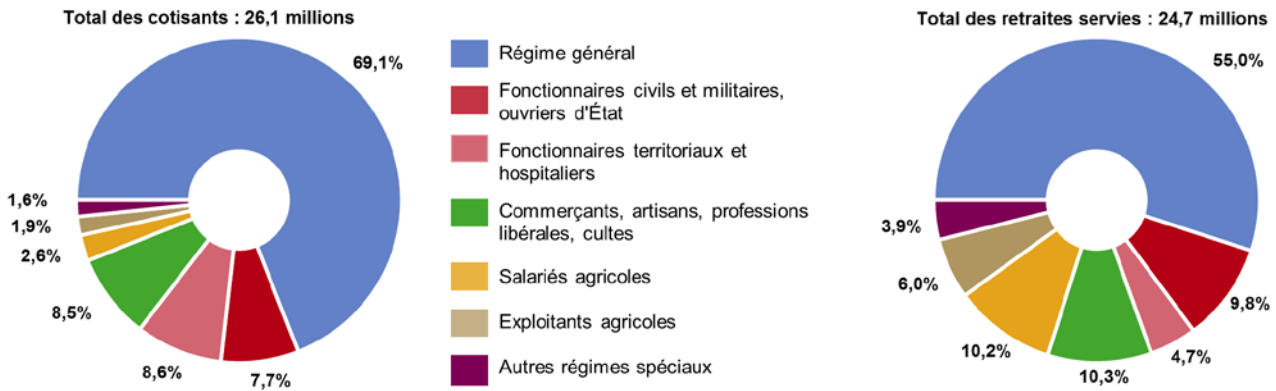 Total des cotisants : 26,1 millions
69,1%
1,6%
1,9%
2,6%
8,5%
8,6%
7,7%
Régime général
Fonctionnaires civils et militaires,
ouvriers d'État
Fonctionnaires territoriaux et
hospitaliers
Commerçants, artisans, professions
libérales, cultes
Salariés agricoles
Exploitants agricoles
Autres régimes spéciaux
Total des retraites servies : 24,7 millions
55,0%
3,9%
6,0%
10,2%
10,3%
4,7%
9,8%